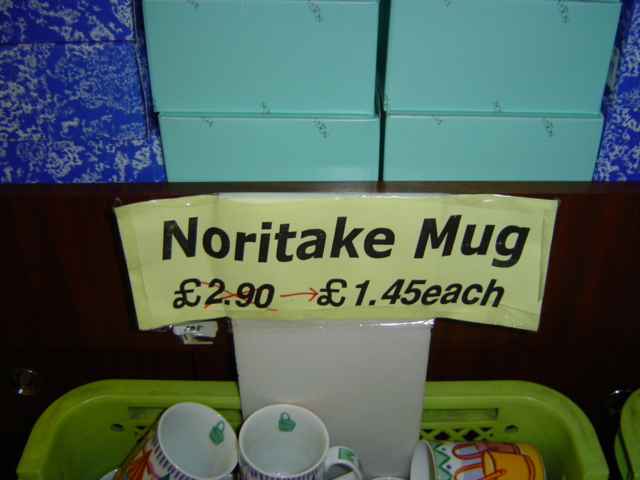 Noritake Mug
£2.90 → £1.45each